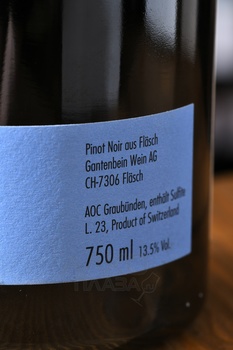 Pinot Noir aus Fläsch
Gantenbein Wein AG
CH-7306 Fläsch
AOC Graubünden, enthält Sulfite
L. 23, Product of Switzerland
750 ml 13.5% Vol.